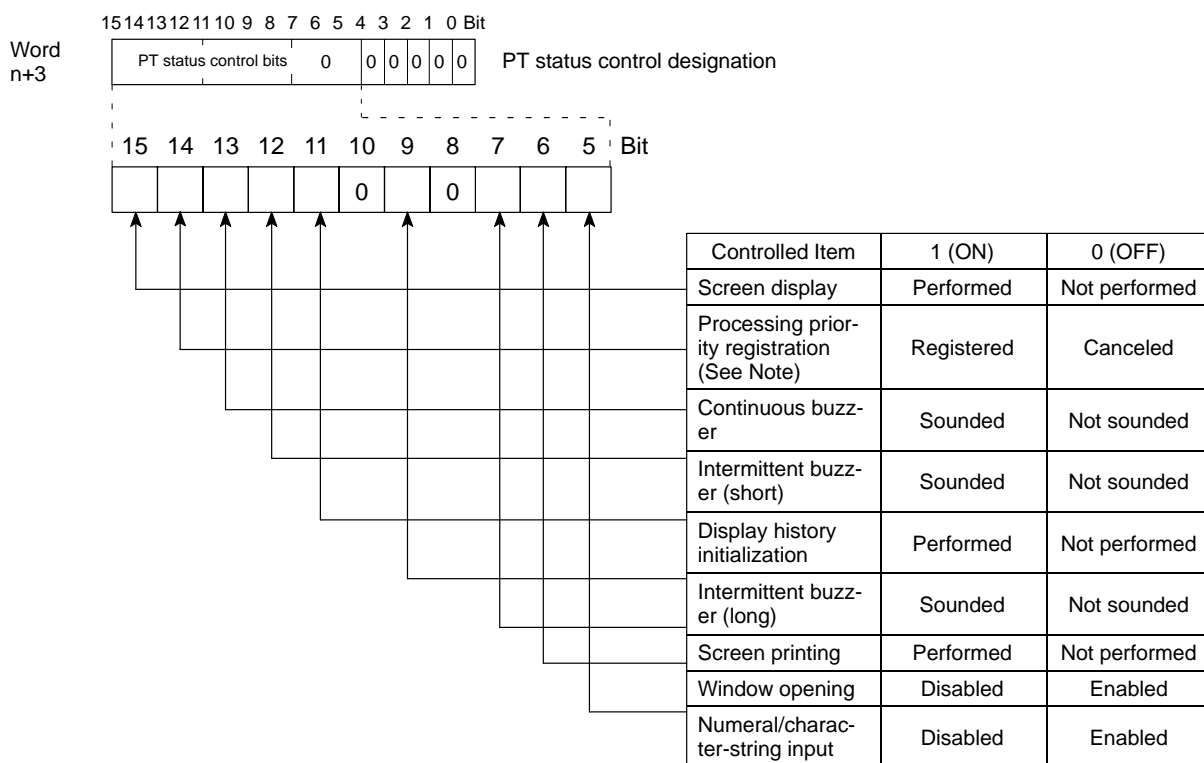 15 14 13 12 11 10 9 8 7 6 5 4 3 2 1 0 Bit
Word
n+3
PT status control bits 0 0 0 0 0 0
PT status control designation
15 14 13 12 11 10 9 8 7 6 5 Bit
0 0
Controlled Item 1 (ON) 0 (OFF)
Screen display Performed Not performed
Processing prior-
ity registration
(See Note)
Registered Canceled
Continuous buzz-
er
Sounded Not sounded
Intermittent buzz-
er (short)
Sounded Not sounded
Display history
initialization
Performed Not performed
Intermittent buzz-
er (long)
Sounded Not sounded
Screen printing Performed Not performed
Window opening Disabled Enabled
Numeral/charac-
ter-string input
Disabled Enabled